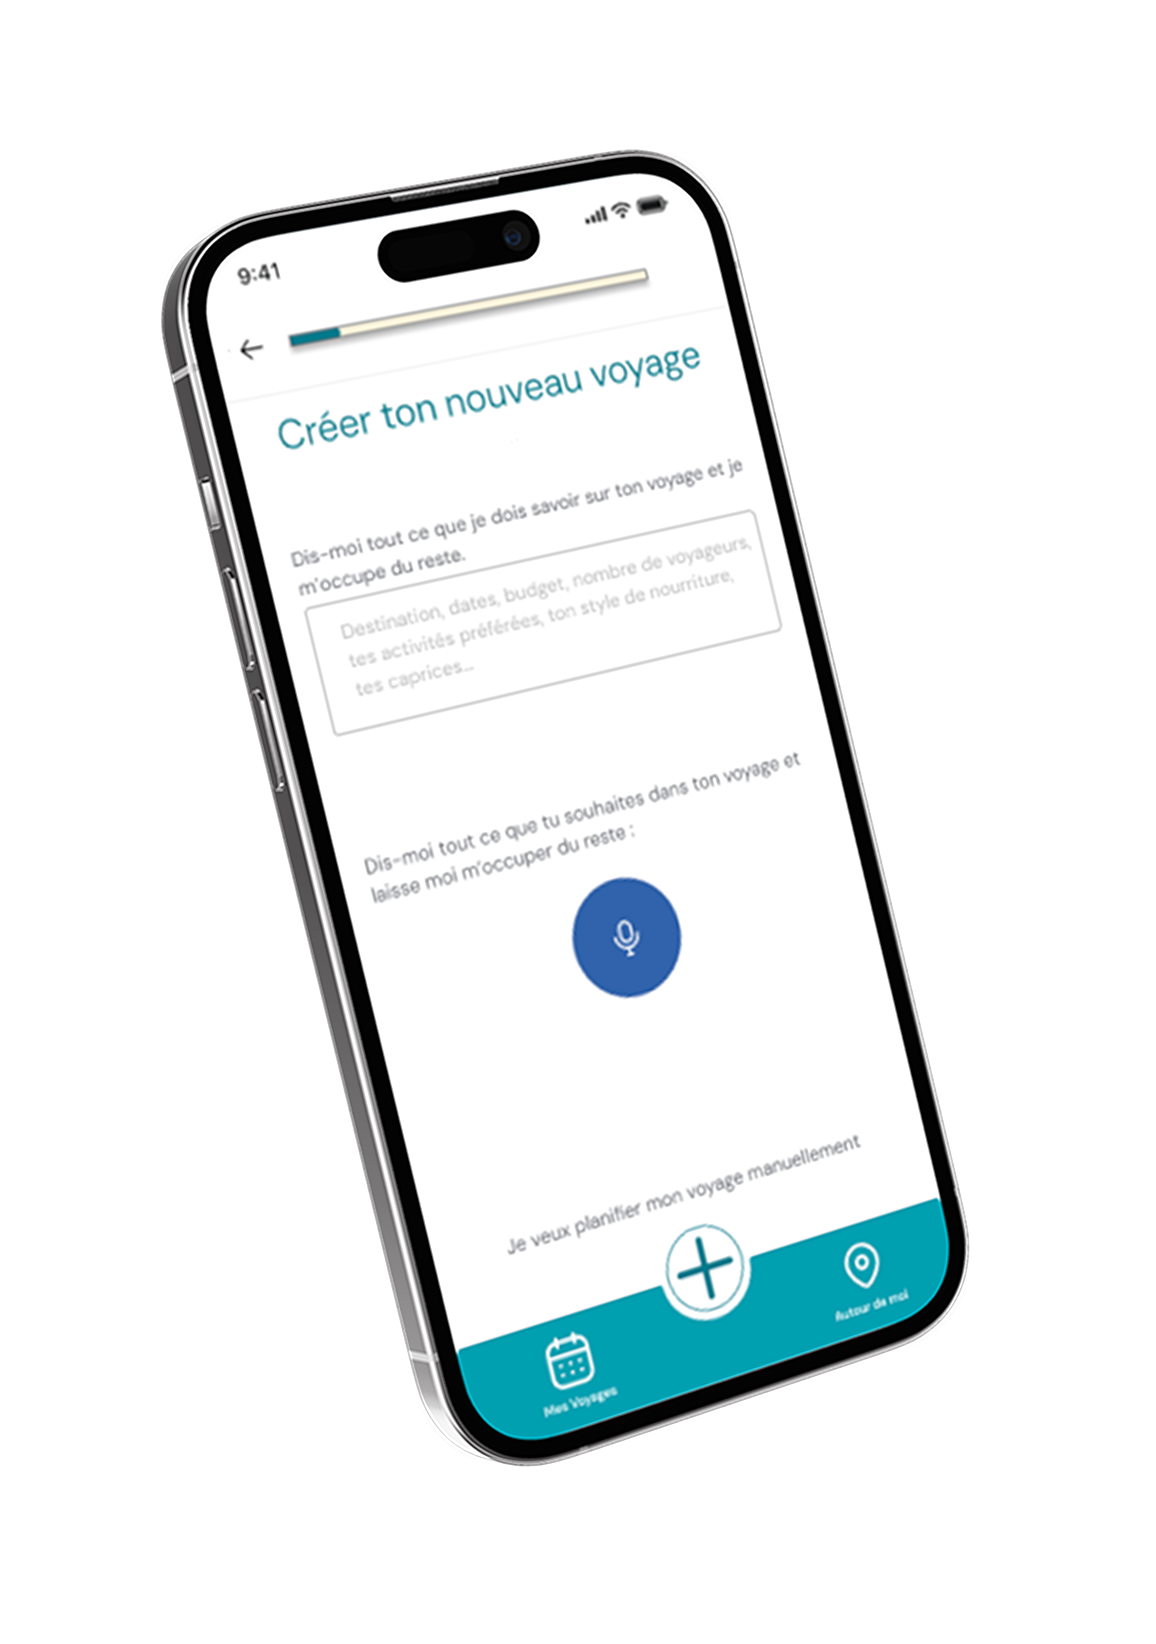 9:41
Créer ton nouveau voyage
Dis-moi tout ce que je dois savoir sur ton voyage et je
m'occupe du reste.
Destination, dates, budget, nombre de voyageurs,
tes activités préférées, ton style de nourriture,
tes caprices...
Dis-moi tout ce que tu souhaites dans ton voyage et
laisse moi m'occuper du reste :
Je veux planifier mon voyage manuellement
Mes Voyages
Autour de moi